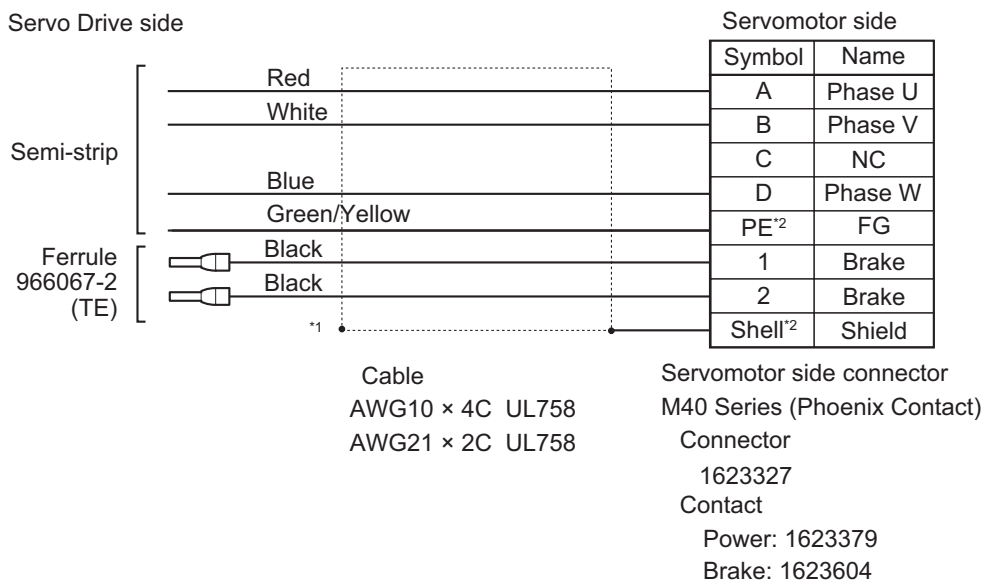 Servo Drive side
Servomotor side
Symbol Name
Red
A Phase U
White
B Phase V
Semi-strip
C NC
Blue
D Phase W
Green/Yellow
PE*2 FG
Ferrule
966067-2
(TE)
Black
1 Brake
Black
2 Brake
*1
Shell*2 Shield
Cable
AWG10 × 4C UL758
AWG21 × 2C UL758
Servomotor side connector
M40 Series (Phoenix Contact)
Connector
1623327
Contact
Power: 1623379
Brake: 1623604